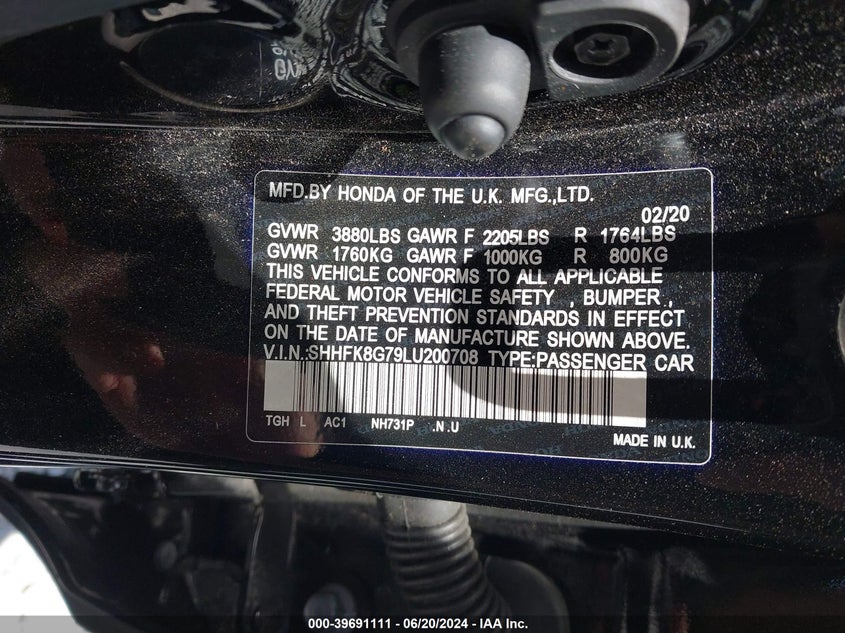 MFD.BY HONDA OF THE U.K. MFG.,LTD.
02/20
GVWR 3880LBS GAWR F 2205LBS R 1764LBS
GVWR 1760KG GAWR F 1000KG R 800KG
THIS VEHICLE CONFORMS TO ALL APPLICABLE
FEDERAL MOTOR VEHICLE SAFETY , BUMPER ,
AND THEFT PREVENTION STANDARDS IN EFFECT
ON THE DATE OF MANUFACTURE SHOWN ABOVE.
V.I.N.:SHHFK8G79LU200708 TYPE:PASSENGER CAR
TGH L AC1 NH731P .N .U
MADE IN U.K.
000-39691111 - 06/20/2024 - IAA Inc.